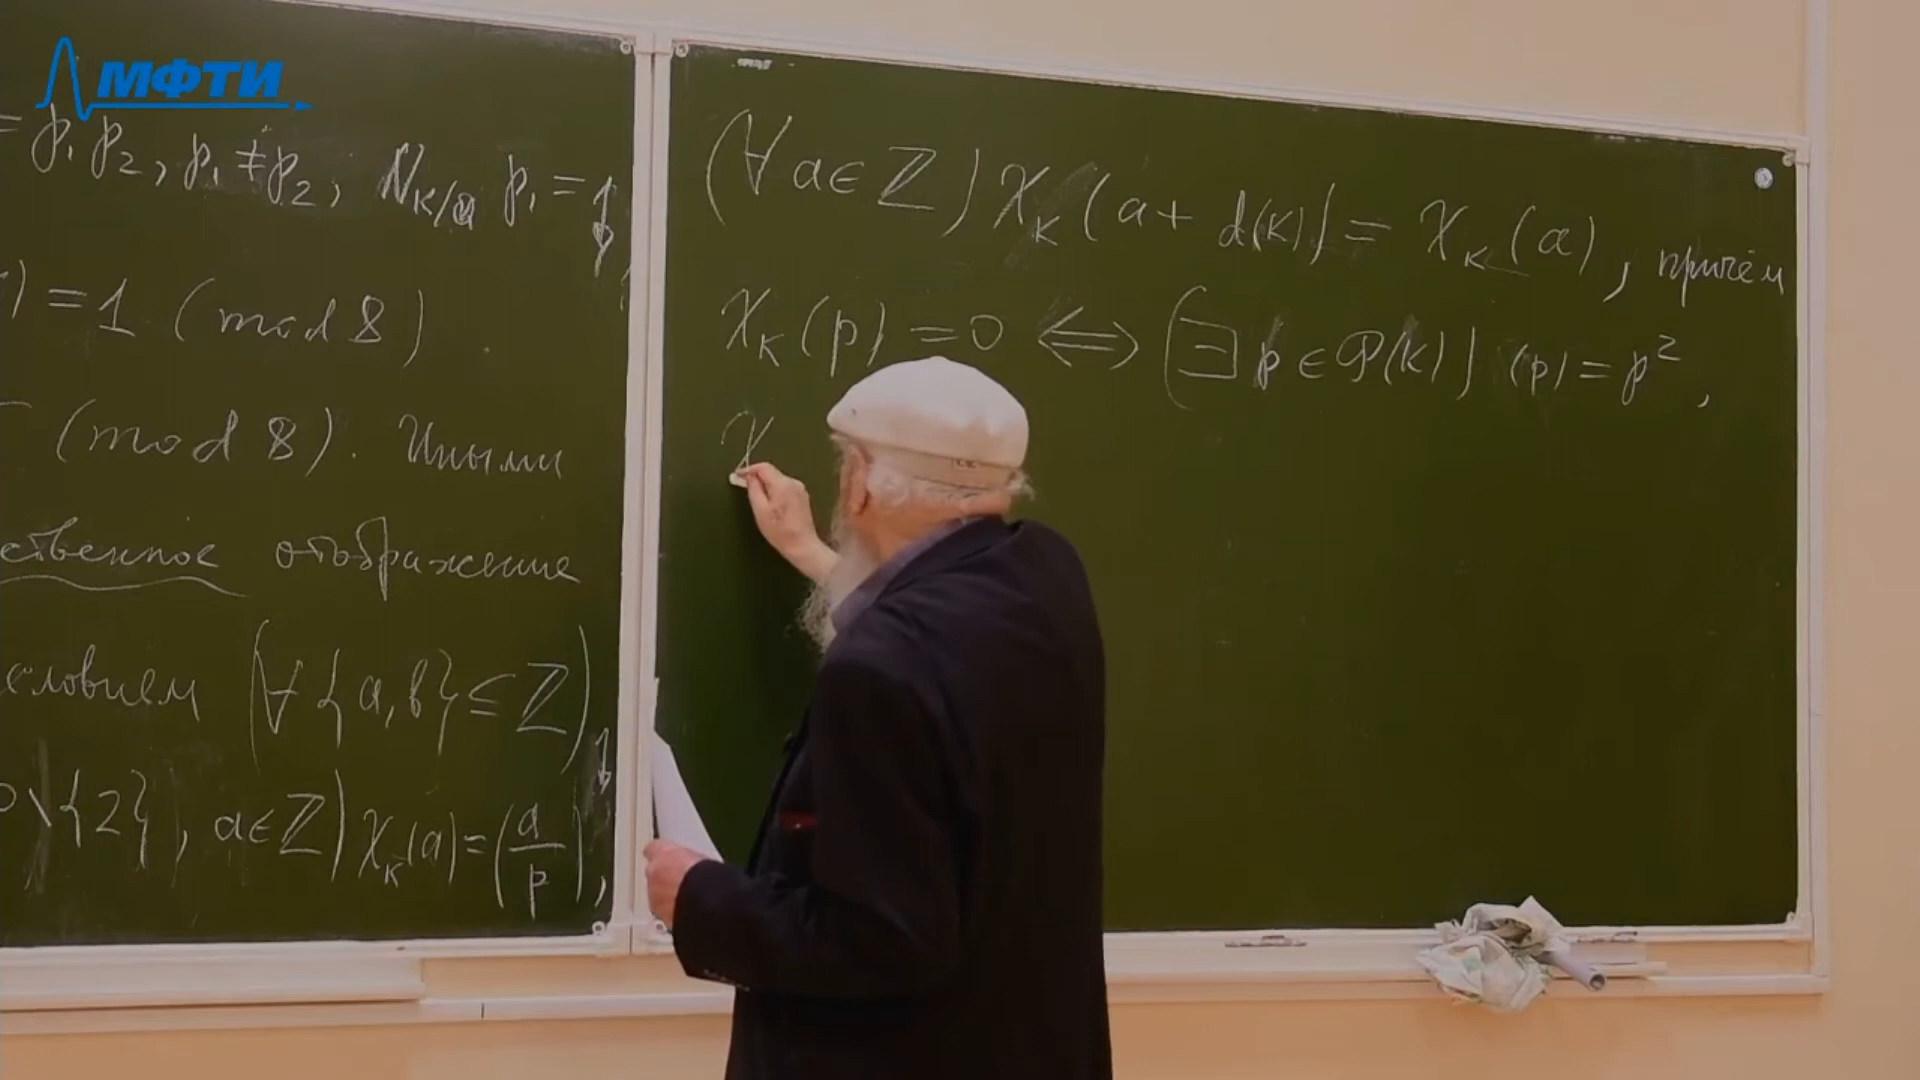 МФТИ
= 𝔭₁𝔭₂, 𝔭₁ ≠ 𝔭₂, N_{K/ℚ} 𝔭₁ =
) = 1 (mod 8)
(mod 8). Иными
ественное отображение
словием (∀ {a, b} ⊆ ℤ)
\{2}, a ∈ ℤ) χ_K(a) = (a/p),
(∀ a ∈ ℤ) χ_K(a + d(K)) = χ_K(a), причём
χ_K(p) = 0 ⇔ (∃ 𝔭 ∈ 𝒫(K)) (p) = 𝔭²,
χ